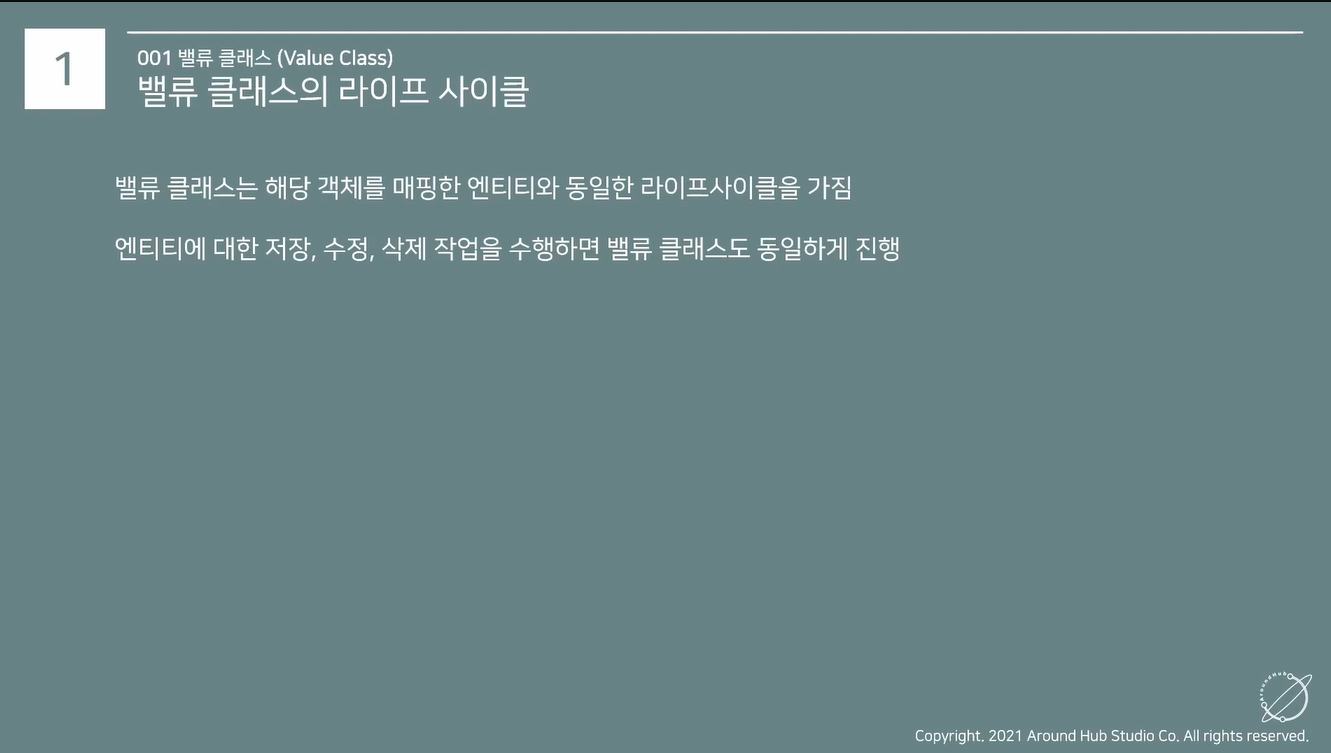 1
001 밸류 클래스 (Value Class)
밸류 클래스의 라이프 사이클
밸류 클래스는 해당 객체를 매핑한 엔티티와 동일한 라이프사이클을 가짐
엔티티에 대한 저장, 수정, 삭제 작업을 수행하면 밸류 클래스도 동일하게 진행
AroundHub
Copyright. 2021 Around Hub Studio Co. All rights reserved.